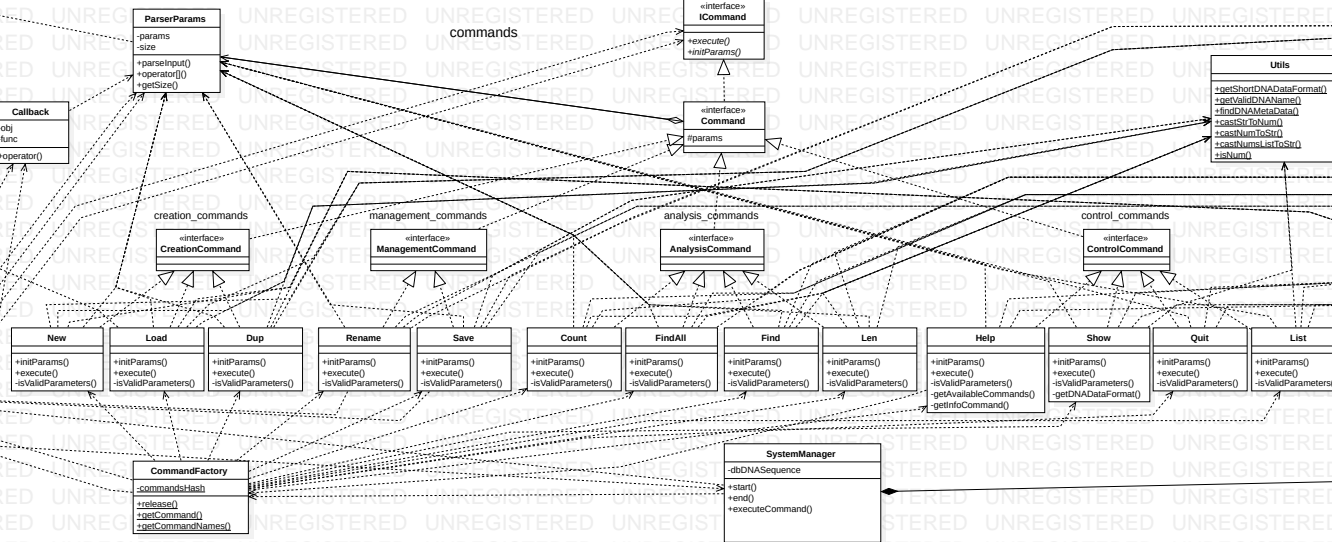 ParserParams
-params
-size
+parseInput()
+operator[]()
+getSize()
commands
«interface»
ICommand
+execute()
+initParams()
Utils
+getShortDNADataFormat()
+getValidDNAName()
+findDNAMetaData()
+castStrToNum()
+castNumToStr()
+castNumsListToStr()
+isNum()
Callback
obj
func
+operator()
«interface»
Command
#params
creation_commands
«interface»
CreationCommand
management_commands
«interface»
ManagementCommand
analysis_commands
«interface»
AnalysisCommand
control_commands
«interface»
ControlCommand
New
+initParams()
+execute()
-isValidParameters()
Load
+initParams()
+execute()
-isValidParameters()
Dup
+initParams()
+execute()
-isValidParameters()
Rename
+initParams()
+execute()
-isValidParameters()
Save
+initParams()
+execute()
-isValidParameters()
Count
+initParams()
+execute()
-isValidParameters()
FindAll
+initParams()
+execute()
-isValidParameters()
Find
+initParams()
+execute()
-isValidParameters()
Len
+initParams()
+execute()
-isValidParameters()
Help
+initParams()
+execute()
-isValidParameters()
-getAvailableCommands()
-getInfoCommand()
Show
+initParams()
+execute()
-isValidParameters()
-getDNADataFormat()
Quit
+initParams()
+execute()
-isValidParameters()
List
+initParams()
+execute()
-isValidParameters()
CommandFactory
-commandsHash
+release()
+getCommand()
+getCommandNames()
SystemManager
-dbDNASequence
+start()
+end()
+executeCommand()
UNREGISTERED